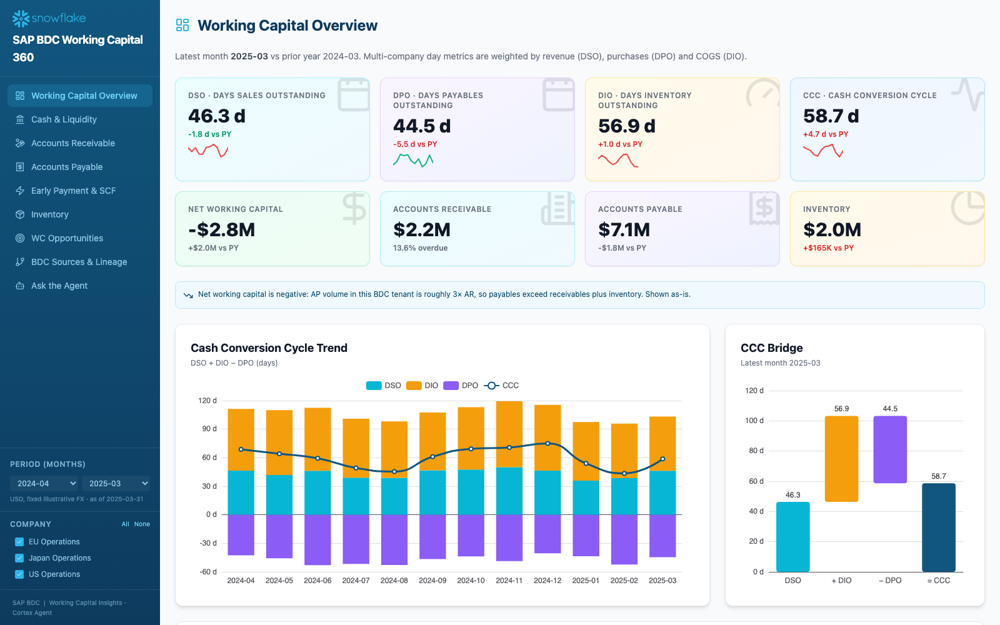 snowflake
SAP BDC Working Capital
360
Working Capital Overview
Cash & Liquidity
Accounts Receivable
Accounts Payable
Early Payment & SCF
Inventory
WC Opportunities
BDC Sources & Lineage
Ask the Agent
PERIOD (MONTHS)
2024-04 2025-03
USD, fixed illustrative FX · as of 2025-03-31
COMPANY All None
EU Operations
Japan Operations
US Operations
SAP BDC | Working Capital Insights ·
Cortex Agent
Working Capital Overview
Latest month 2025-03 vs prior year 2024-03. Multi-company day metrics are weighted by revenue (DSO), purchases (DPO) and COGS (DIO).
DSO · DAYS SALES OUTSTANDING
46.3 d
-1.8 d vs PY
DPO · DAYS PAYABLES
OUTSTANDING
44.5 d
-5.5 d vs PY
DIO · DAYS INVENTORY
OUTSTANDING
56.9 d
+1.0 d vs PY
CCC · CASH CONVERSION CYCLE
58.7 d
+4.7 d vs PY
NET WORKING CAPITAL
-$2.8M
+$2.0M vs PY
ACCOUNTS RECEIVABLE
$2.2M
13.6% overdue
ACCOUNTS PAYABLE
$7.1M
-$1.8M vs PY
INVENTORY
$2.0M
+$165K vs PY
Net working capital is negative: AP volume in this BDC tenant is roughly 3× AR, so payables exceed receivables plus inventory. Shown as-is.
Cash Conversion Cycle Trend
DSO + DIO − DPO (days)
DSO DIO DPO CCC
120 d
90 d
60 d
30 d
0 d
-30 d
-60 d
2024-04 2024-05 2024-06 2024-07 2024-08 2024-09 2024-10 2024-11 2024-12 2025-01 2025-02 2025-03
CCC Bridge
Latest month 2025-03
120 d
100 d
80 d
60 d
40 d
20 d
0 d
46.3
56.9
44.5
58.7
DSO + DIO − DPO = CCC